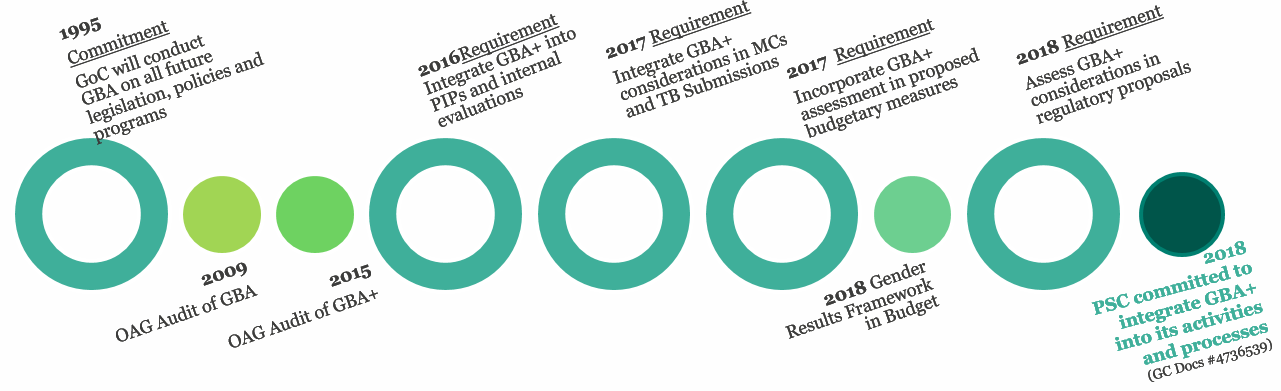 1995
Commitment
GoC will conduct
GBA on all future
legislation, policies and
programs
2009
OAG Audit of GBA
2015
OAG Audit of GBA+
2016Requirement
Integrate GBA+ into
PIPs and internal
evaluations
2017 Requirement
Integrate GBA+
considerations in MCs
and TB Submissions
2017 Requirement
Incorporate GBA+
assessment in proposed
budgetary measures
2018 Gender
Results Framework
in Budget
2018 Requirement
Assess GBA+
considerations in
regulatory proposals
2018
PSC committed to
integrate GBA+
into its activities
and processes
(GC Docs #4736539)